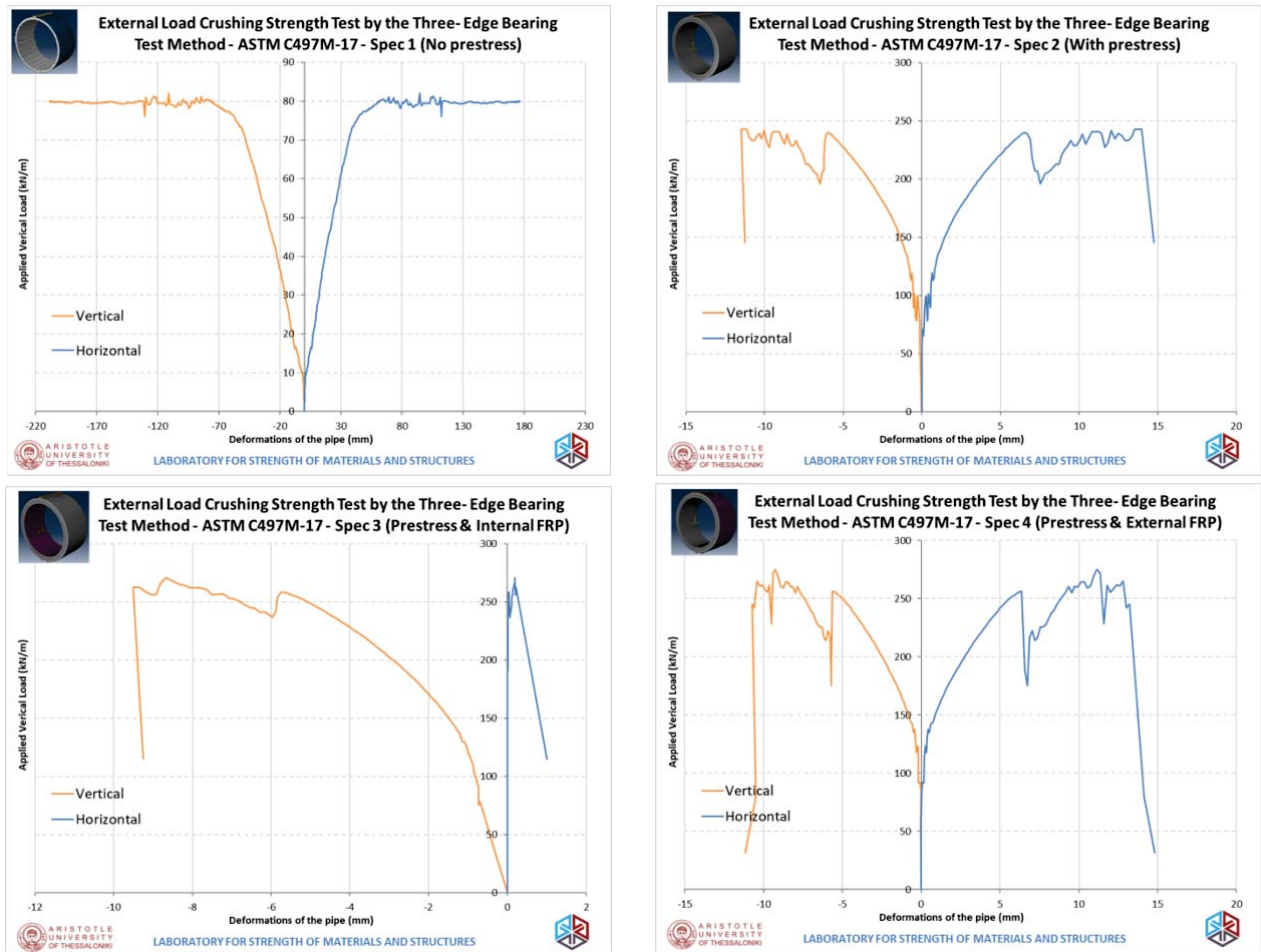 External Load Crushing Strength Test by the Three- Edge Bearing
Test Method - ASTM C497M-17 - Spec 1 (No prestress)
Applied Verical Load (kN/m)
90
80
70
60
50
40
30
20
10
0
Vertical
Horizontal
-220 -170 -120 -70 -20 30 80 130 180 230
Deformations of the pipe (mm)
ARISTOTLE
UNIVERSITY
OF THESSALONIKI
LABORATORY FOR STRENGTH OF MATERIALS AND STRUCTURES
External Load Crushing Strength Test by the Three- Edge Bearing
Test Method - ASTM C497M-17 - Spec 2 (With prestress)
Applied Verical Load (kN/m)
300
250
200
150
100
50
0
Vertical
Horizontal
-15 -10 -5 0 5 10 15 20
Deformations of the pipe (mm)
ARISTOTLE
UNIVERSITY
OF THESSALONIKI
LABORATORY FOR STRENGTH OF MATERIALS AND STRUCTURES
External Load Crushing Strength Test by the Three- Edge Bearing
Test Method - ASTM C497M-17 - Spec 3 (Prestress & Internal FRP)
Applied Verical Load (kN/m)
300
250
200
150
100
50
0
Vertical
Horizontal
-12 -10 -8 -6 -4 -2 0 2
Deformations of the pipe (mm)
ARISTOTLE
UNIVERSITY
OF THESSALONIKI
LABORATORY FOR STRENGTH OF MATERIALS AND STRUCTURES
External Load Crushing Strength Test by the Three- Edge Bearing
Test Method - ASTM C497M-17 - Spec 4 (Prestress & External FRP)
Applied Verical Load (kN/m)
300
250
200
150
100
50
0
Vertical
Horizontal
-15 -10 -5 0 5 10 15 20
Deformations of the pipe (mm)
ARISTOTLE
UNIVERSITY
OF THESSALONIKI
LABORATORY FOR STRENGTH OF MATERIALS AND STRUCTURES